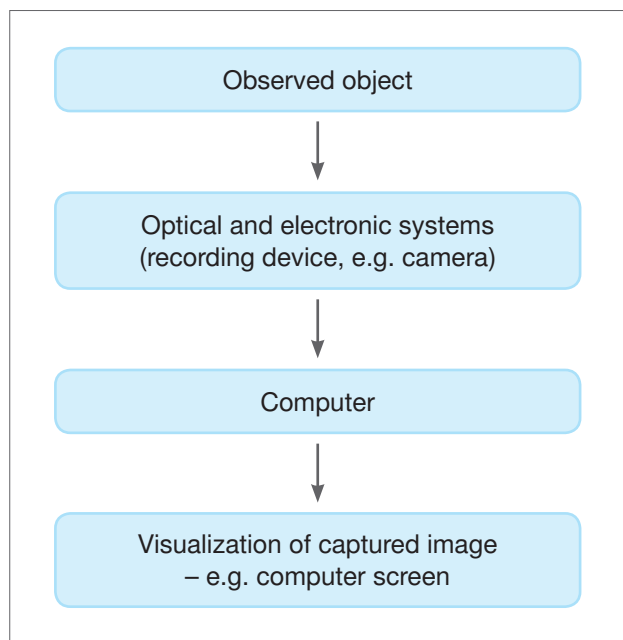 Observed object
Optical and electronic systems
(recording device, e.g. camera)
Computer
Visualization of captured image
– e.g. computer screen